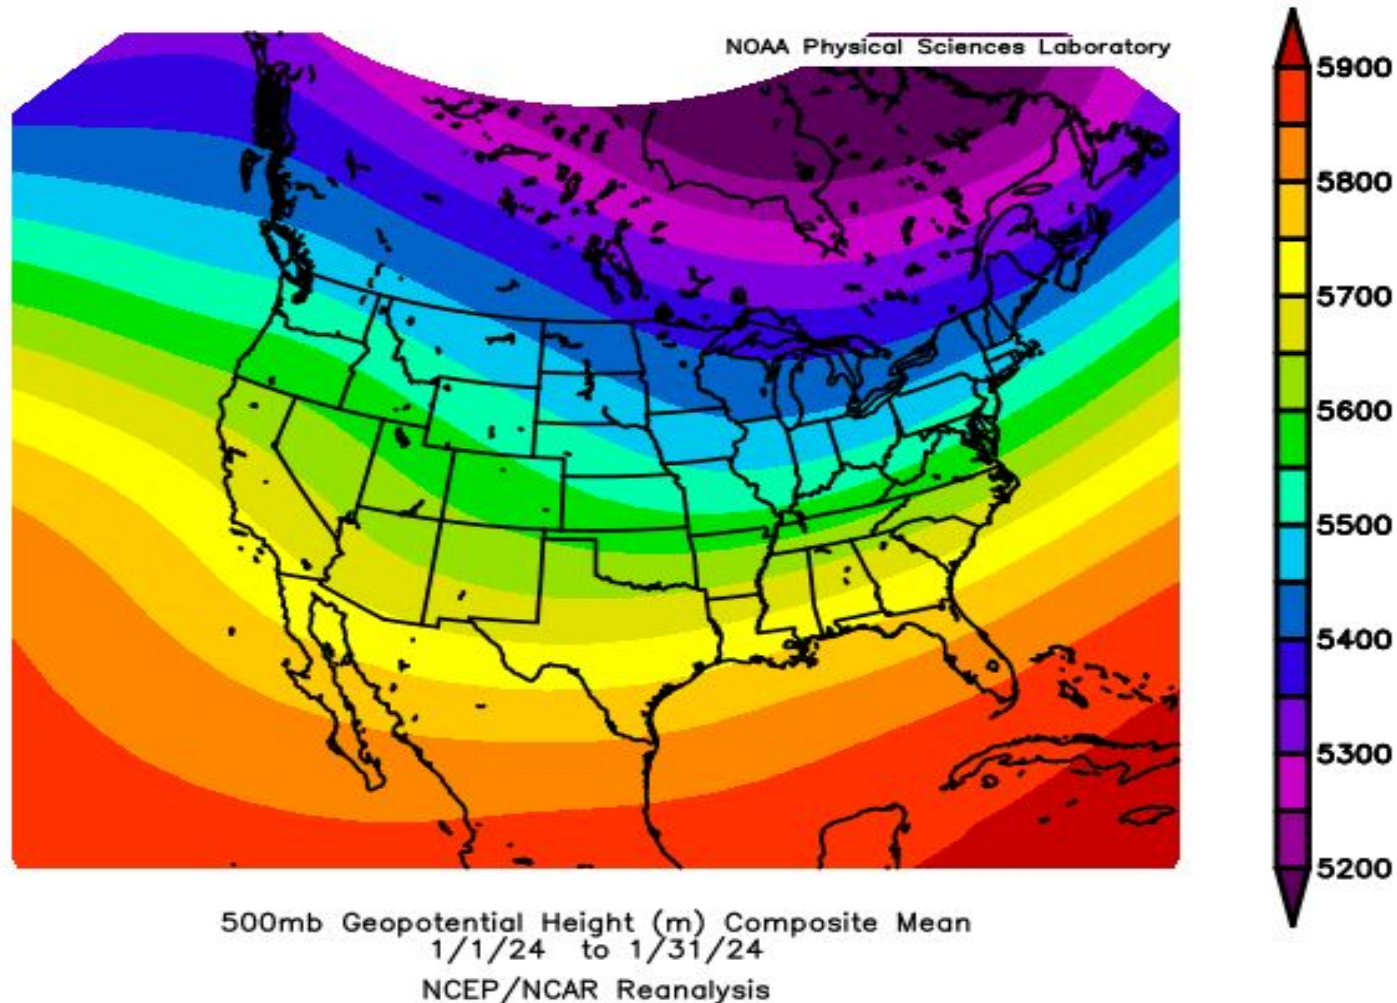 NOAA Physical Sciences Laboratory
5900
5800
5700
5600
5500
5400
5300
5200
500mb Geopotential Height (m) Composite Mean
1/1/24 to 1/31/24
NCEP/NCAR Reanalysis